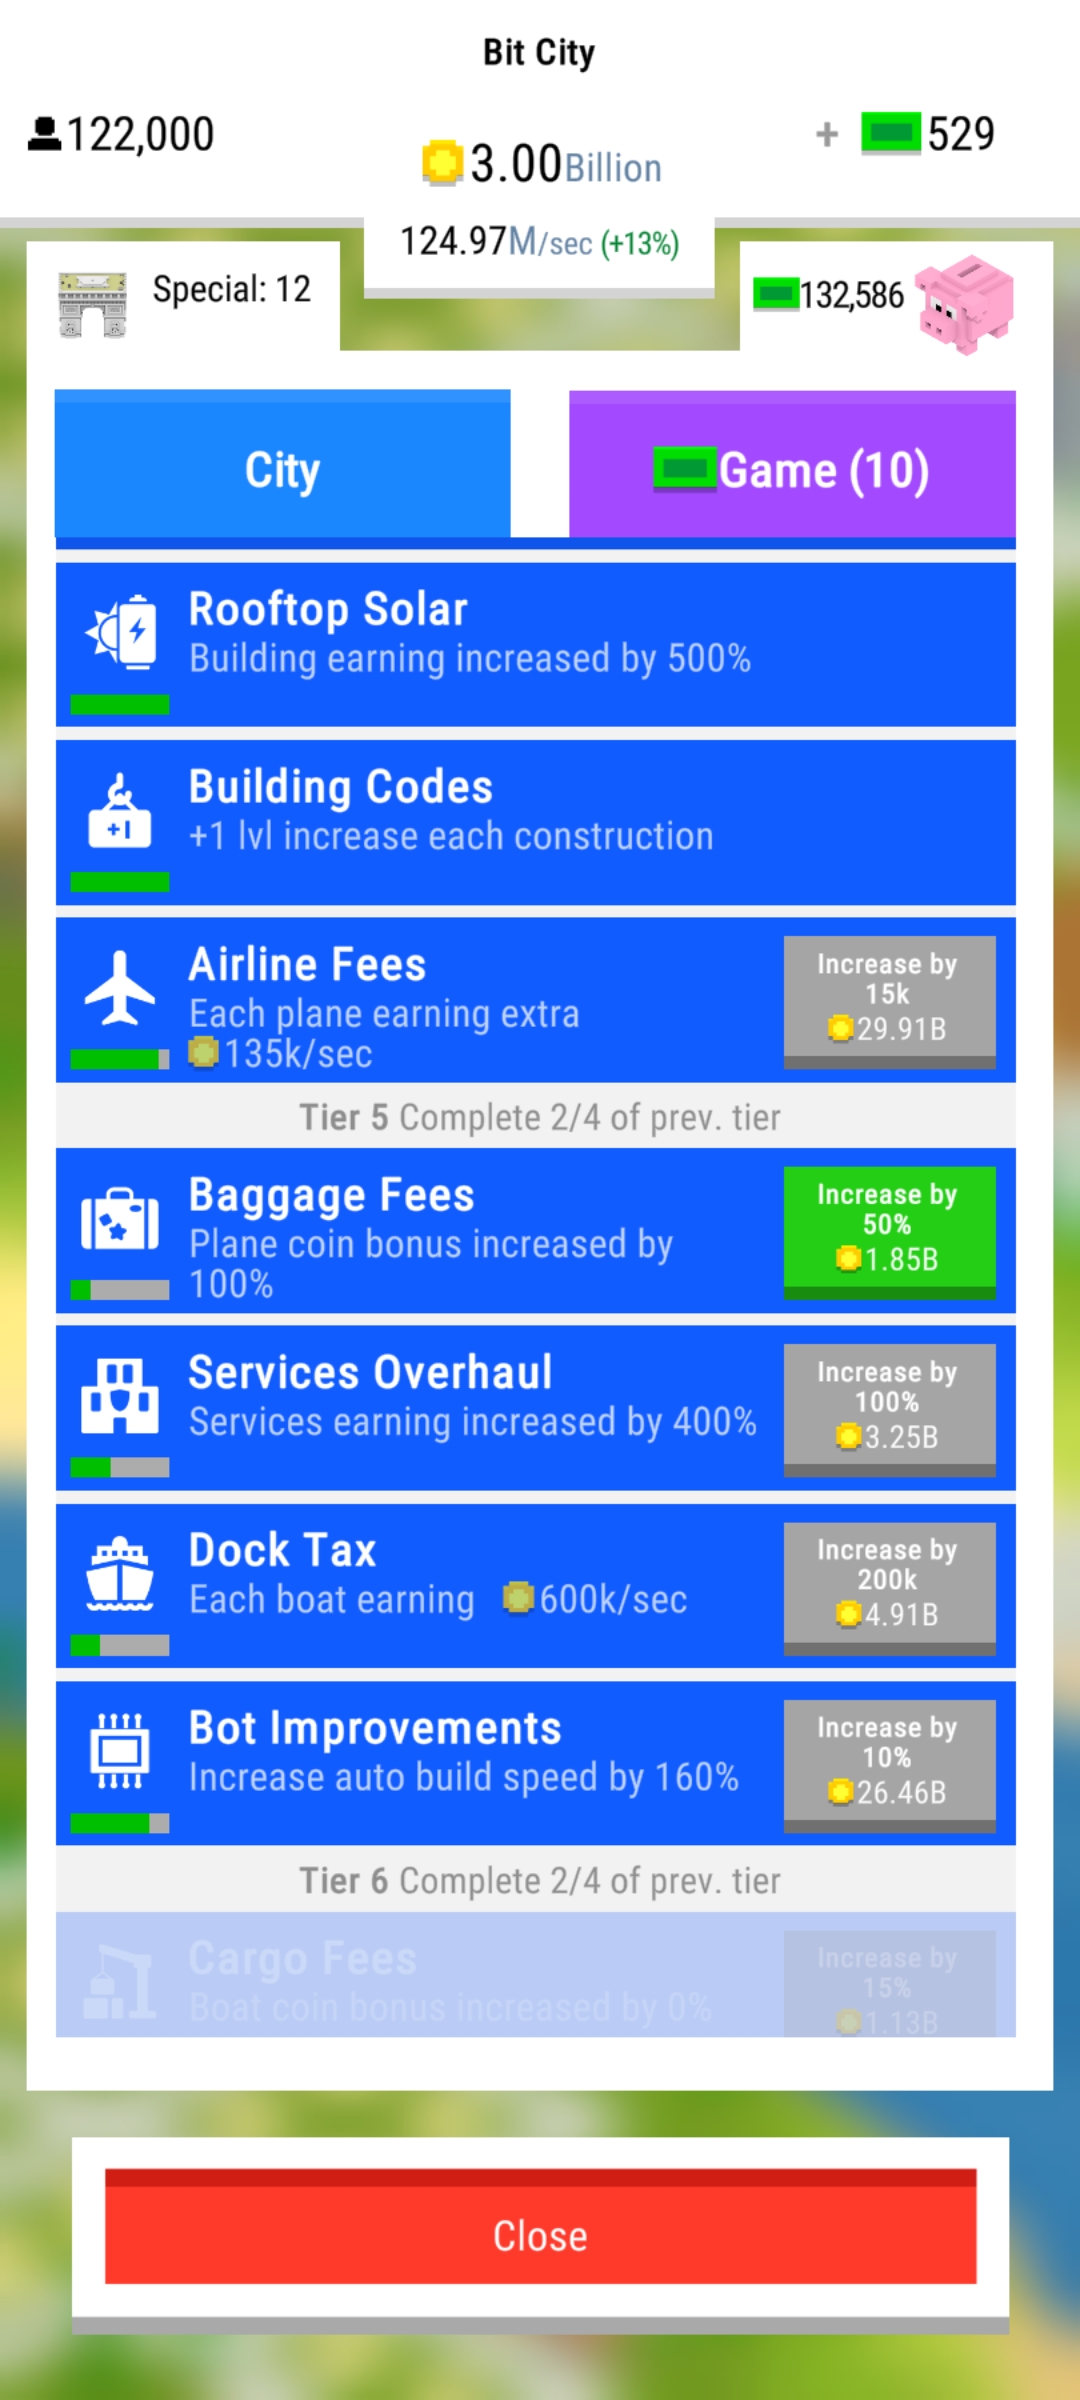 Bit City
122,000
3.00Billion
+ 529
124.97M/sec (+13%)
Special: 12
132,586
City
Game (10)
Rooftop Solar
Building earning increased by 500%
+1
Building Codes
+1 lvl increase each construction
Airline Fees
Each plane earning extra
135k/sec
Increase by
15k
29.91B
Tier 5 Complete 2/4 of prev. tier
Baggage Fees
Plane coin bonus increased by
100%
Increase by
50%
1.85B
Services Overhaul
Services earning increased by 400%
Increase by
100%
3.25B
Dock Tax
Each boat earning 600k/sec
Increase by
200k
4.91B
Bot Improvements
Increase auto build speed by 160%
Increase by
10%
26.46B
Tier 6 Complete 2/4 of prev. tier
Cargo Fees
Boat coin bonus increased by 0%
Increase by
15%
1.13B
Close